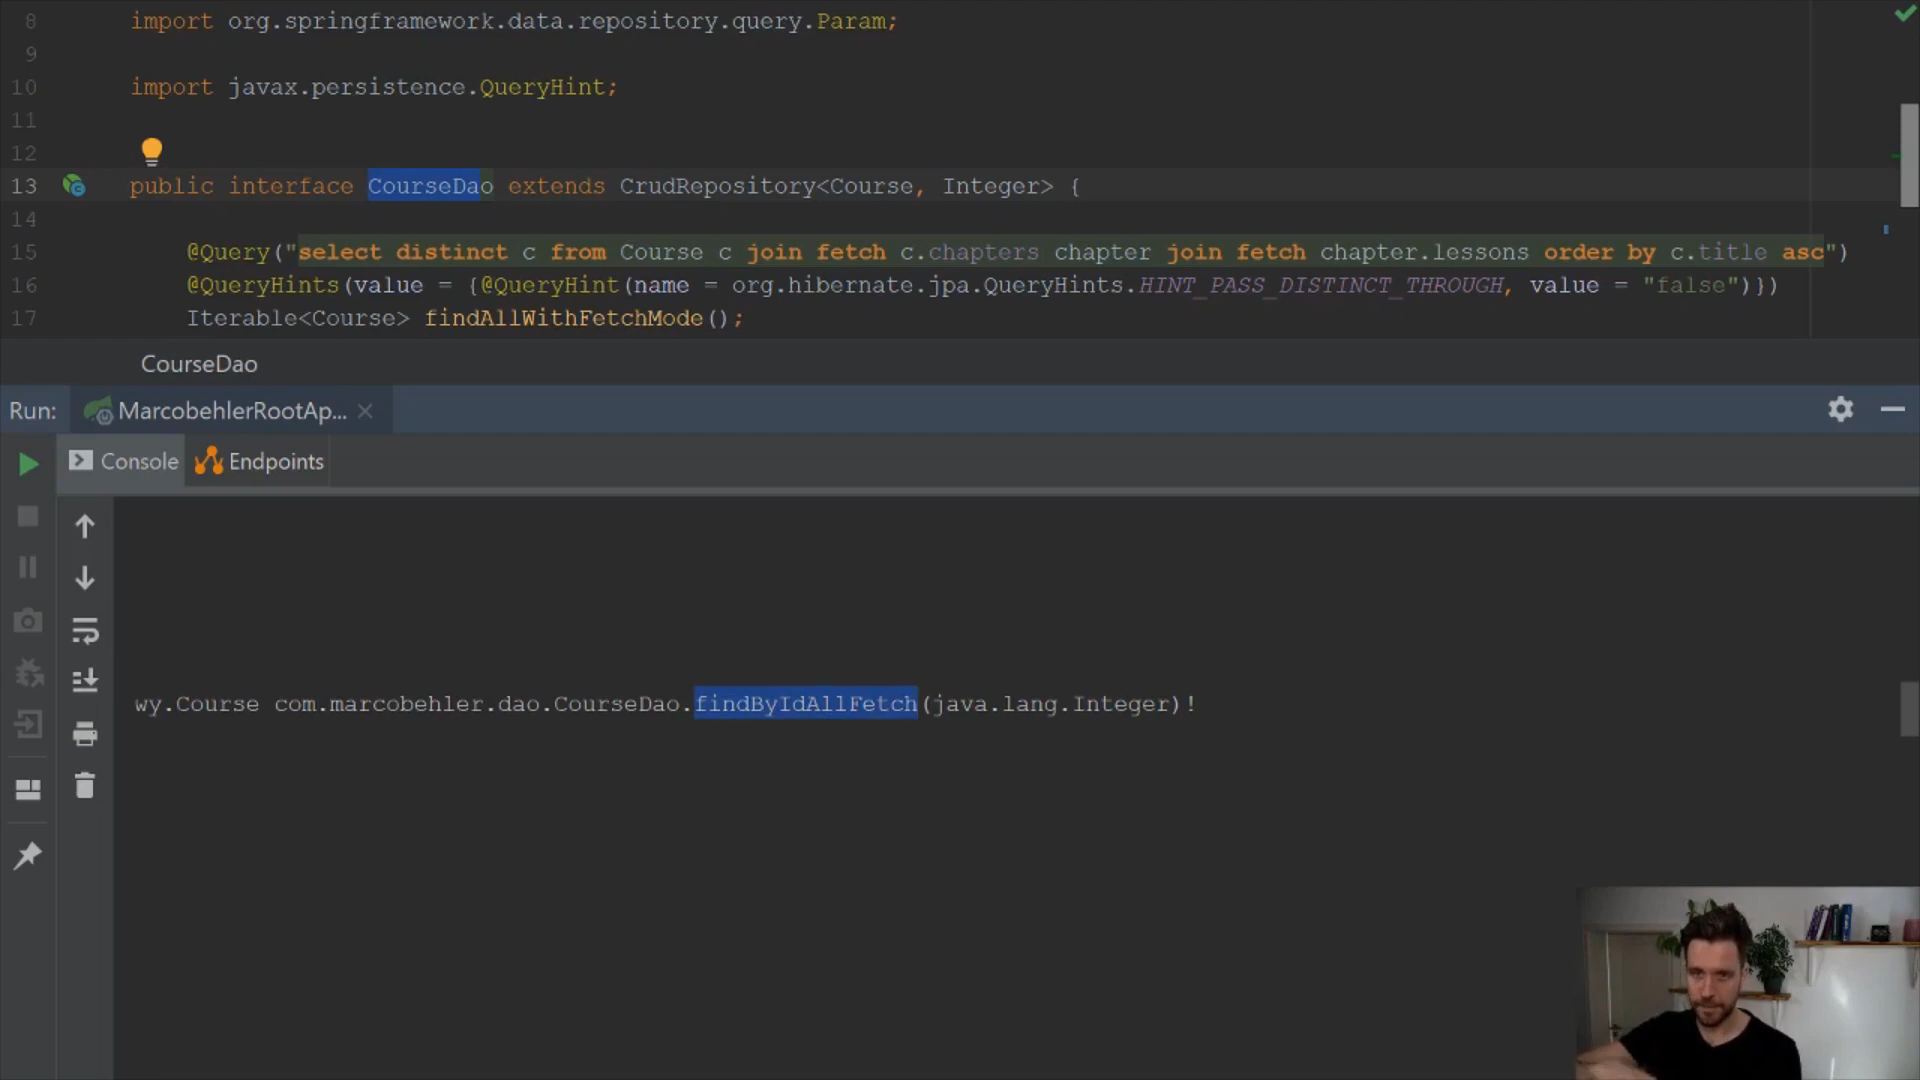 8 import org.springframework.data.repository.query.Param;
9
10 import javax.persistence.QueryHint;
11
12
13 public interface CourseDao extends CrudRepository<Course, Integer> {
14
15 @Query("select distinct c from Course c join fetch c.chapters chapter join fetch chapter.lessons order by c.title asc")
16 @QueryHints(value = {@QueryHint(name = org.hibernate.jpa.QueryHints.HINT_PASS_DISTINCT_THROUGH, value = "false")})
17 Iterable<Course> findAllWithFetchMode();
CourseDao
Run: MarcobehlerRootAp...
Console Endpoints
wy.Course com.marcobehler.dao.CourseDao.findByIdAllFetch(java.lang.Integer)!